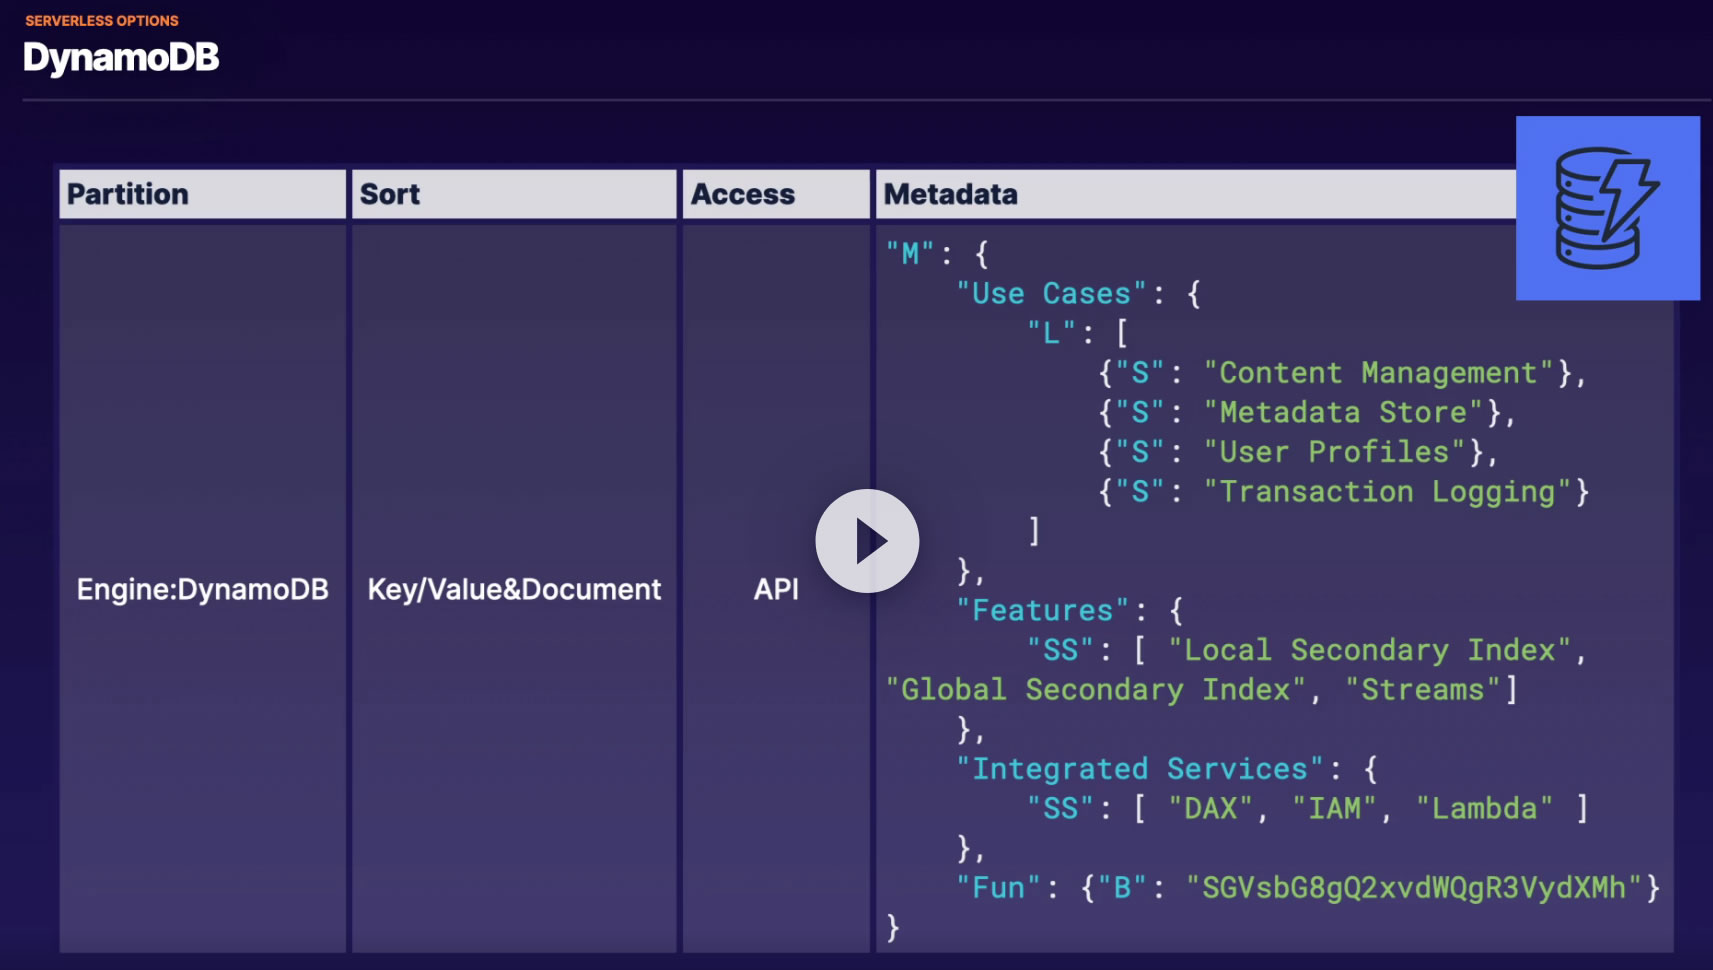 SERVERLESS OPTIONS
DynamoDB
Partition
Sort
Access
Metadata
Engine:DynamoDB
Key/Value&Document
API
"M": {
"Use Cases": {
"L": [
{"S": "Content Management"},
{"S": "Metadata Store"},
{"S": "User Profiles"},
{"S": "Transaction Logging"}
]
},
"Features": {
"SS": [ "Local Secondary Index",
"Global Secondary Index", "Streams"]
},
"Integrated Services": {
"SS": [ "DAX", "IAM", "Lambda" ]
},
"Fun": {"B": "SGVsbG8gQ2xvdWQgR3VydXMh"}
}